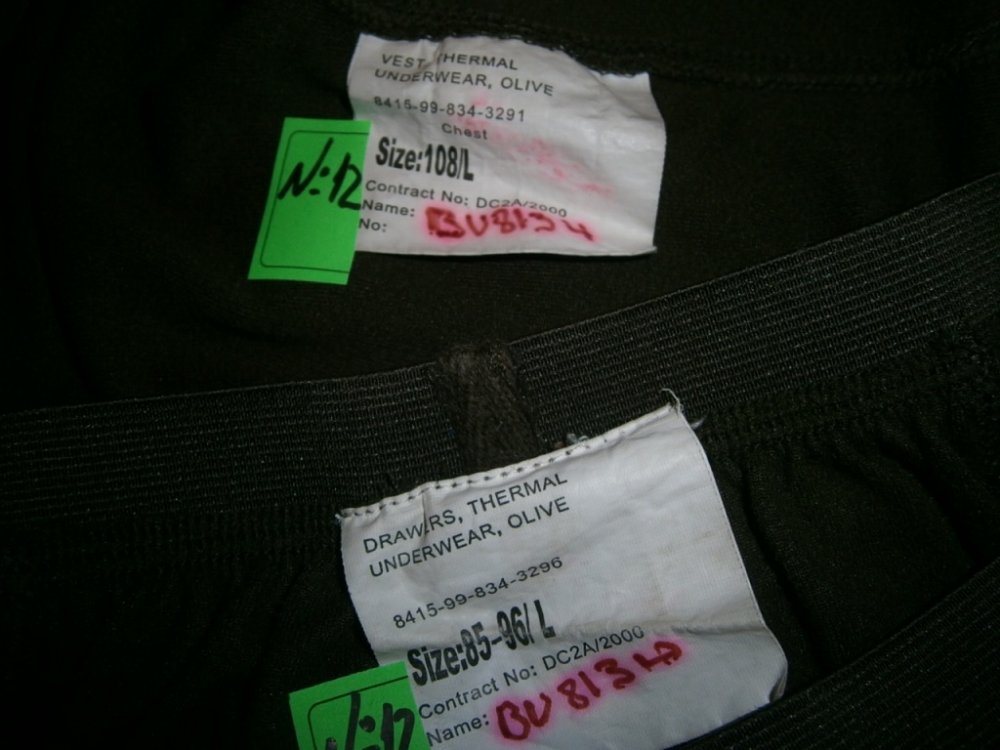 VEST, THERMAL
UNDERWEAR, OLIVE
8415-99-834-3291
Chest
Size:108/L
Contract No: DC2A/2000
Name: BU8134
No:
N:12
DRAWERS, THERMAL
UNDERWEAR, OLIVE
8415-99-834-3296
Size:85-96/L
Contract No: DC2A/2000
Name: BU8134
N:12